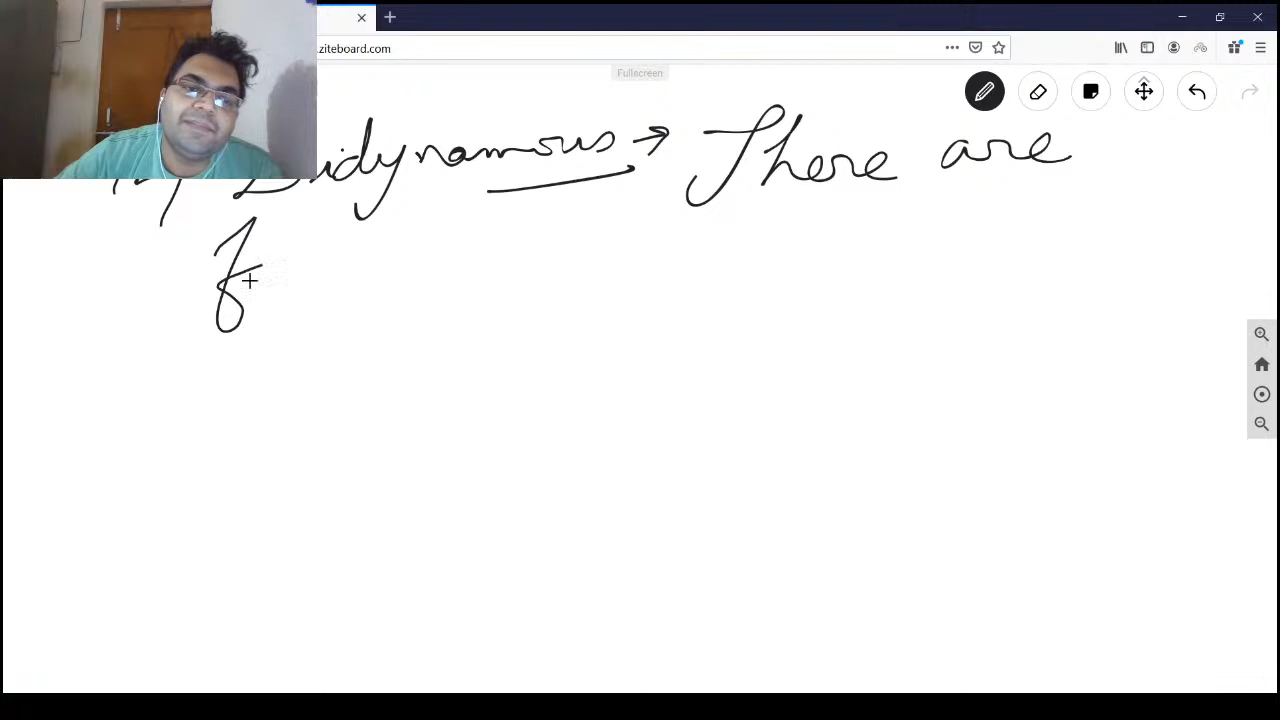 ziteboard.com
Fullscreen
Didynamous → There are
f